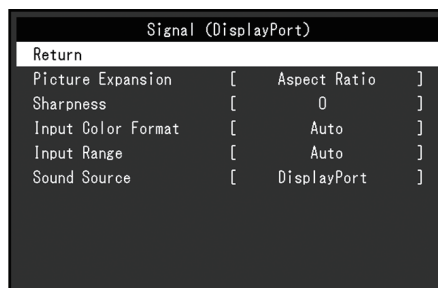 Signal (DisplayPort)
Return
Picture Expansion [ Aspect Ratio ]
Sharpness [ 0 ]
Input Color Format [ Auto ]
Input Range [ Auto ]
Sound Source [ DisplayPort ]